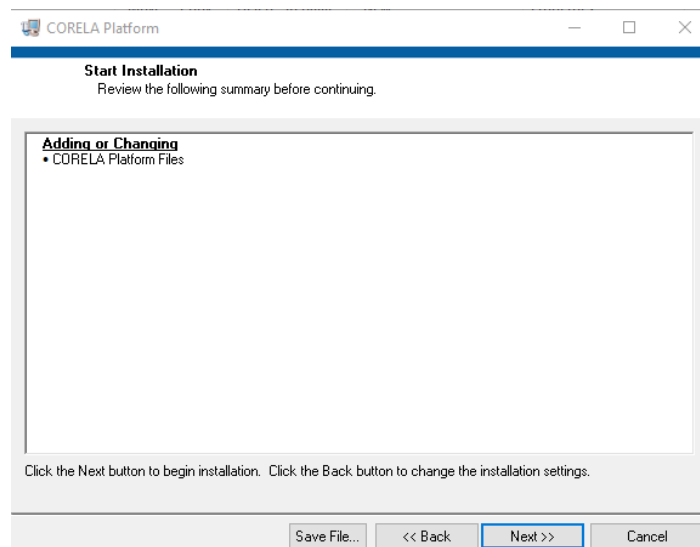 CORELA Platform
Start Installation
Review the following summary before continuing.
Adding or Changing
• CORELA Platform Files
Click the Next button to begin installation. Click the Back button to change the installation settings.
Save File... << Back Next >> Cancel